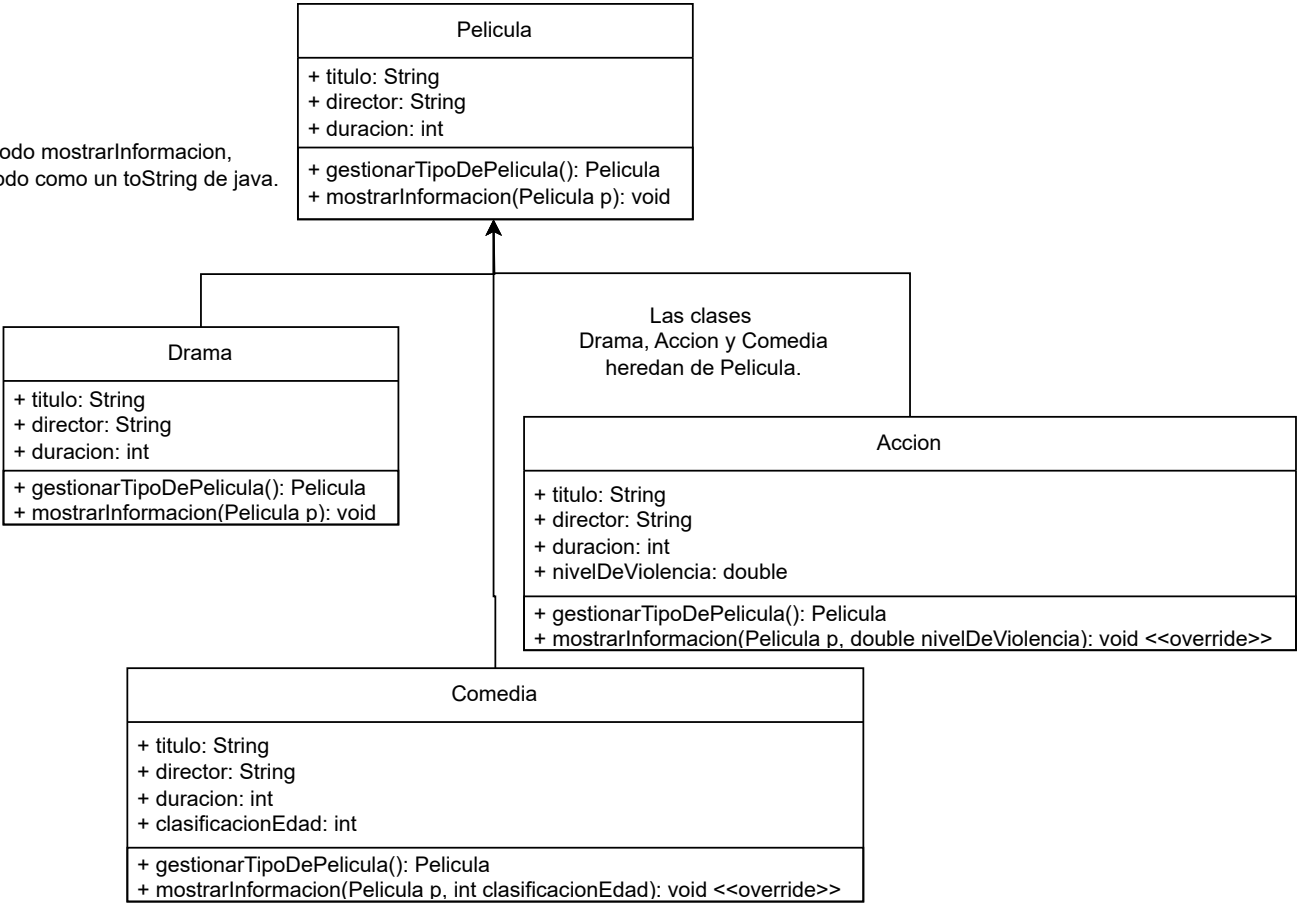 Pelicula
+ titulo: String
+ director: String
+ duracion: int
+ gestionarTipoDePelicula(): Pelicula
+ mostrarInformacion(Pelicula p): void
mostrarInformacion,
como un toString de java.
Las clases
Drama, Accion y Comedia
heredan de Pelicula.
Drama
+ titulo: String
+ director: String
+ duracion: int
+ gestionarTipoDePelicula(): Pelicula
+ mostrarInformacion(Pelicula p): void
Accion
+ titulo: String
+ director: String
+ duracion: int
+ nivelDeViolencia: double
+ gestionarTipoDePelicula(): Pelicula
+ mostrarInformacion(Pelicula p, double nivelDeViolencia): void <<override>>
Comedia
+ titulo: String
+ director: String
+ duracion: int
+ clasificacionEdad: int
+ gestionarTipoDePelicula(): Pelicula
+ mostrarInformacion(Pelicula p, int clasificacionEdad): void <<override>>